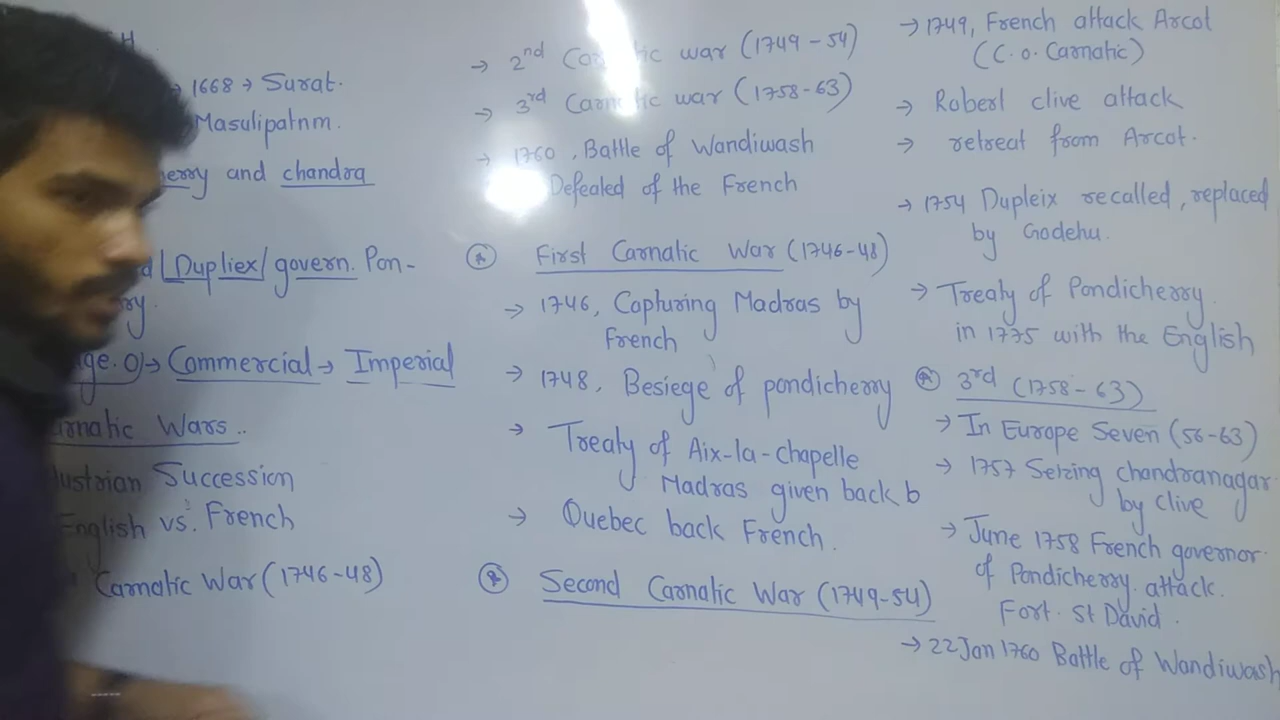 1668 → Surat.
Masulipatnm.
and chandra
Dupliex/ govern. Pon-
ry.
→ Commercial → Imperial
Wars..
Succession
English vs. French
Carnatic War (1746-48)
→ 2nd war (1749-54)
→ 3rd war (1758-63)
→ 1760, Battle of Wandiwash
Defeated of the French
First Carnatic War (1746-48)
→ 1746, Capturing Madras by
French
→ 1748, Besiege of pondicherry
→ Treaty of Aix-la-chapelle
Madras given back b
→ Quebec back French.
Second Carnatic War (1749-54)
→ 1749, French attack Arcot
(C.O. Carnatic)
→ Robert clive attack
→ retreat from Arcot.
→ 1754 Dupleix recalled, replaced
by Godehu.
→ Treaty of Pondicherry
in 1775 with the English
3rd (1758-63)
→ In Europe Seven (56-63)
→ 1757 Seizing chandranagar
by clive
→ June 1758 French governor
of Pondicherry. attack.
Fort. St David.
→ 22 Jan 1760 Battle of Wandiwash